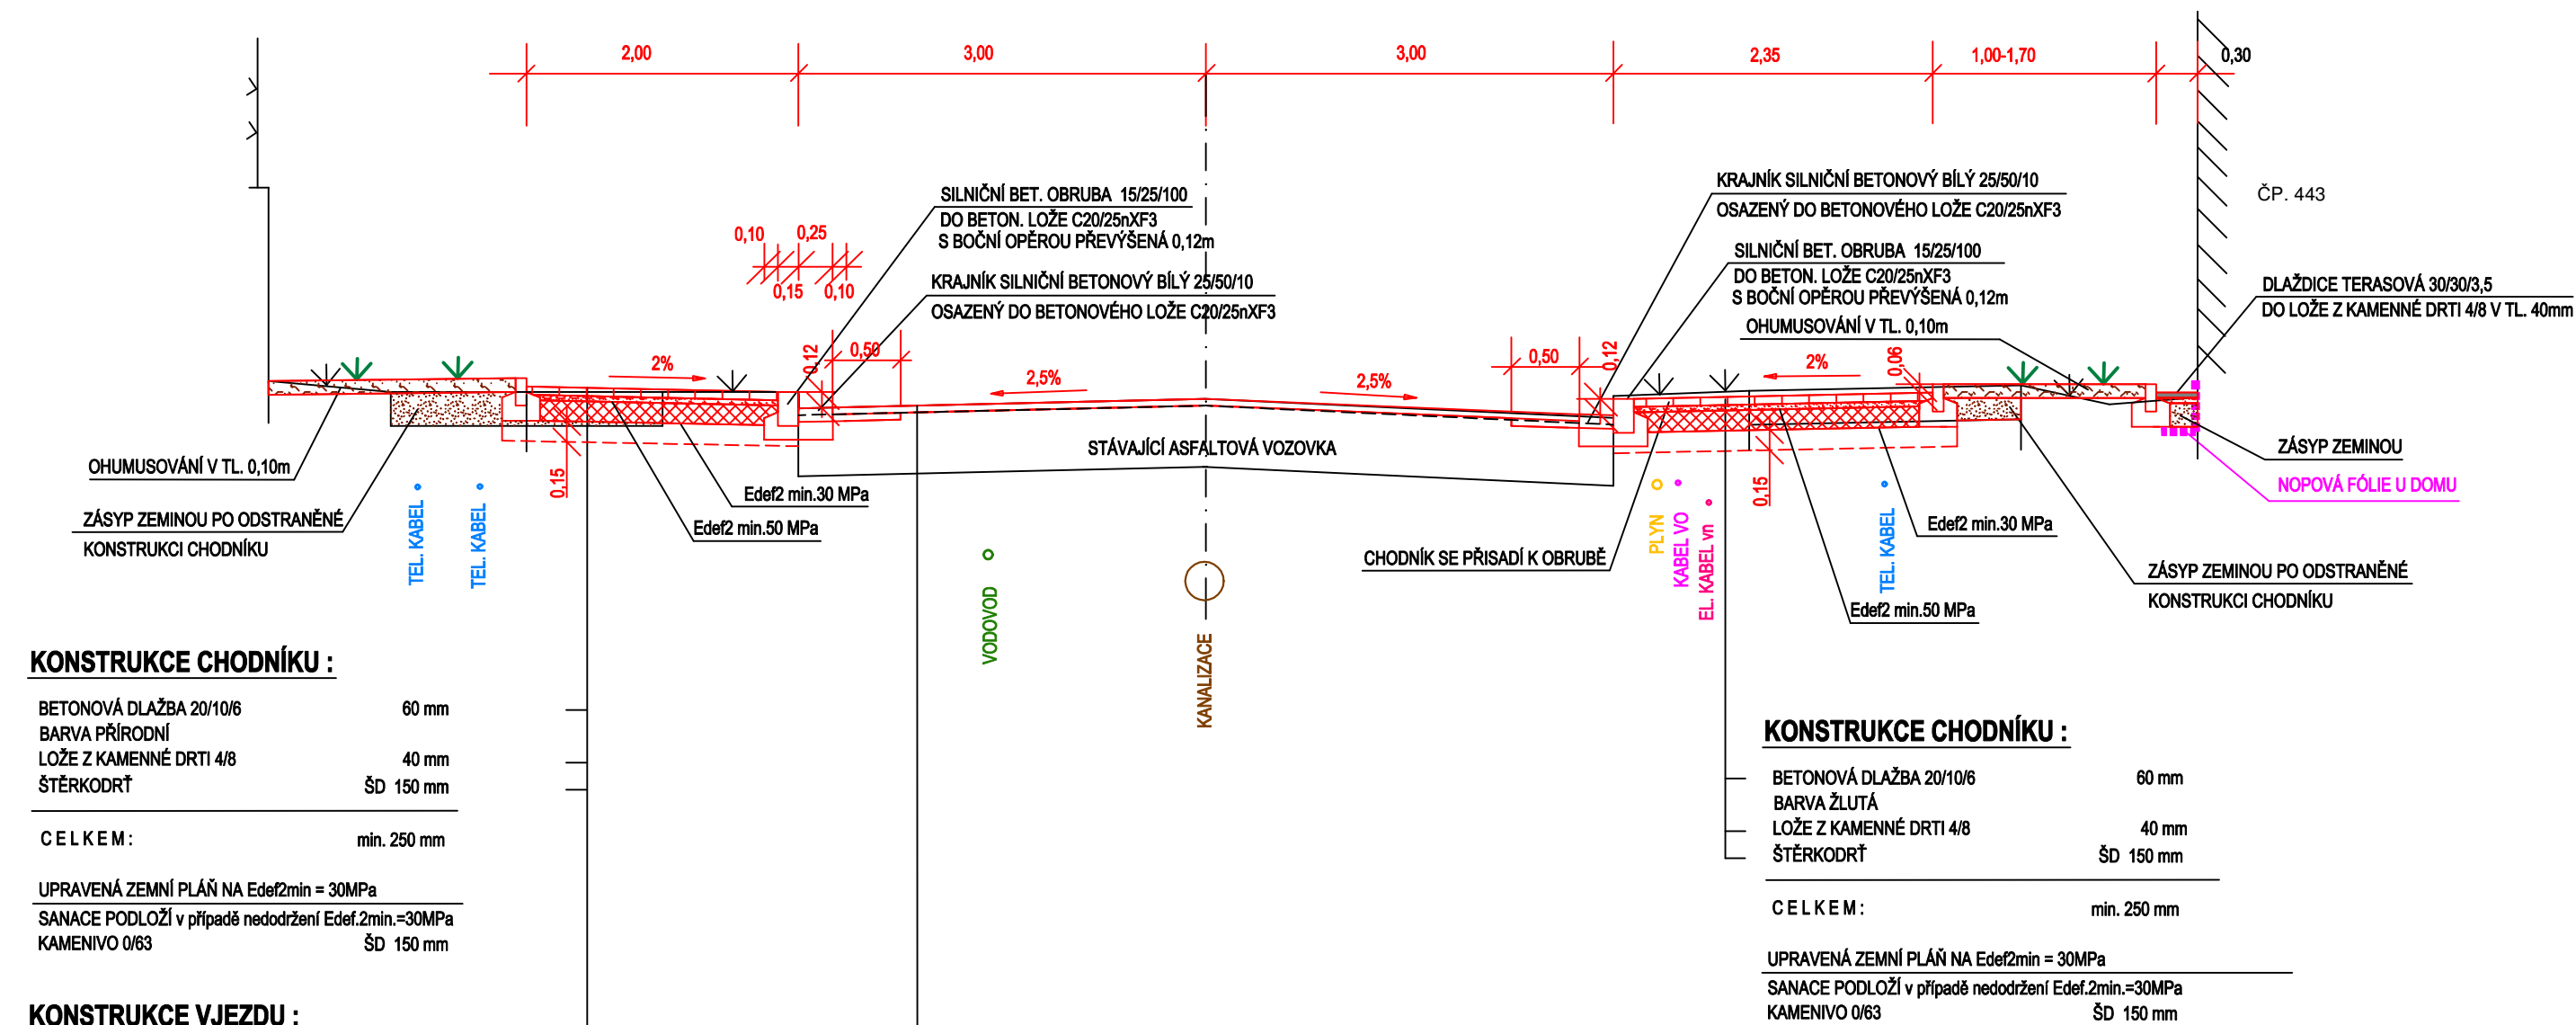 2,00
3,00
3,00
2,35
1,00-1,70
0,30
SILNIČNÍ BET. OBRUBA 15/25/100
DO BETON. LOŽE C20/25nXF3
S BOČNÍ OPĚROU PŘEVÝŠENÁ 0,12m
KRAJNÍK SILNIČNÍ BETONOVÝ BÍLÝ 25/50/10
OSAZENÝ DO BETONOVÉHO LOŽE C20/25nXF3
0,10
0,25
0,15
0,10
KRAJNÍK SILNIČNÍ BETONOVÝ BÍLÝ 25/50/10
OSAZENÝ DO BETONOVÉHO LOŽE C20/25nXF3
SILNIČNÍ BET. OBRUBA 15/25/100
DO BETON. LOŽE C20/25nXF3
S BOČNÍ OPĚROU PŘEVÝŠENÁ 0,12m
OHUMUSOVÁNÍ V TL. 0,10m
ČP. 443
DLAŽDICE TERASOVÁ 30/30/3,5
DO LOŽE Z KAMENNÉ DRTI 4/8 V TL. 40mm
2%
0,12
0,50
2,5%
2,5%
0,50
0,12
2%
0,06
OHUMUSOVÁNÍ V TL. 0,10m
ZÁSYP ZEMINOU PO ODSTRANĚNÉ
KONSTRUKCI CHODNÍKU
TEL. KABEL
TEL. KABEL
0,15
Edef2 min.30 MPa
Edef2 min.50 MPa
STÁVAJÍCÍ ASFALTOVÁ VOZOVKA
VODOVOD
KANALIZACE
CHODNÍK SE PŘISADÍ K OBRUBĚ
PLYN
KABEL VO
EL. KABEL vn
0,15
TEL. KABEL
Edef2 min.30 MPa
Edef2 min.50 MPa
ZÁSYP ZEMINOU
NOPOVÁ FÓLIE U DOMU
ZÁSYP ZEMINOU PO ODSTRANĚNÉ
KONSTRUKCI CHODNÍKU
KONSTRUKCE CHODNÍKU :
BETONOVÁ DLAŽBA 20/10/6 60 mm
BARVA PŘÍRODNÍ
LOŽE Z KAMENNÉ DRTI 4/8 40 mm
ŠTĚRKODRŤ ŠD 150 mm
CELKEM: min. 250 mm
UPRAVENÁ ZEMNÍ PLÁŇ NA Edef2min = 30MPa
SANACE PODLOŽÍ v případě nedodržení Edef.2min.=30MPa
KAMENIVO 0/63 ŠD 150 mm
KONSTRUKCE VJEZDU :
KONSTRUKCE CHODNÍKU :
BETONOVÁ DLAŽBA 20/10/6 60 mm
BARVA ŽLUTÁ
LOŽE Z KAMENNÉ DRTI 4/8 40 mm
ŠTĚRKODRŤ ŠD 150 mm
CELKEM: min. 250 mm
UPRAVENÁ ZEMNÍ PLÁŇ NA Edef2min = 30MPa
SANACE PODLOŽÍ v případě nedodržení Edef.2min.=30MPa
KAMENIVO 0/63 ŠD 150 mm